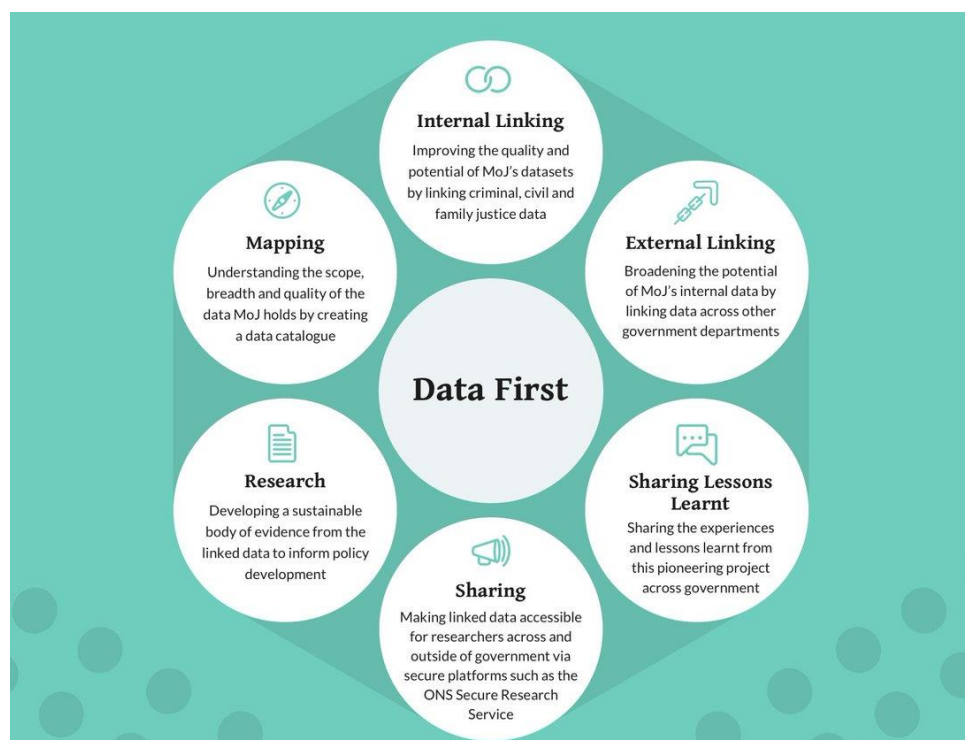 Internal Linking
Improving the quality and
potential of MoJ's datasets
by linking criminal, civil and
family justice data
Mapping
Understanding the scope,
breadth and quality of the
data MoJ holds by creating
a data catalogue
External Linking
Broadening the potential
of MoJ's internal data by
linking data across other
government departments
Data First
Research
Developing a sustainable
body of evidence from the
linked data to inform policy
development
Sharing Lessons
Learnt
Sharing the experiences
and lessons learnt from
this pioneering project
across government
Sharing
Making linked data accessible
for researchers across and
outside of government via
secure platforms such as the
ONS Secure Research
Service